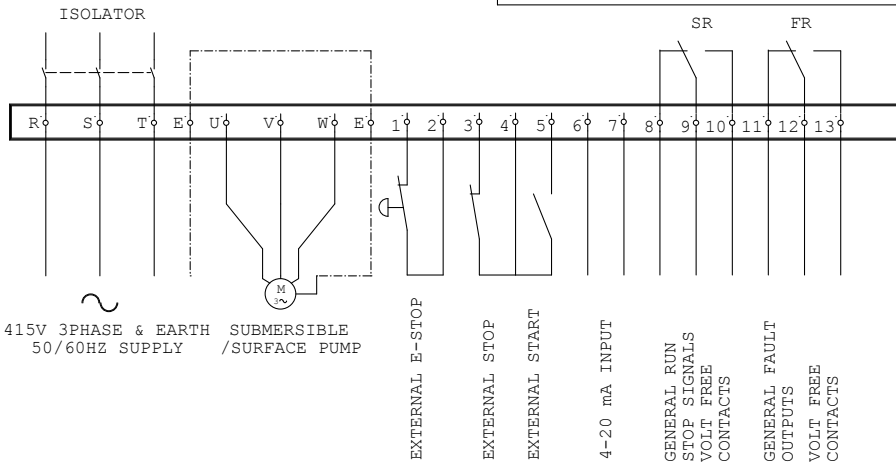 ISOLATOR
SR
FR
R
S
T
E
U
V
W
E
1
2
3
4
5
6
7
8
9
10
11
12
13
M
3~
415V 3PHASE & EARTH
50/60HZ SUPPLY
SUBMERSIBLE
/SURFACE PUMP
EXTERNAL E-STOP
EXTERNAL STOP
EXTERNAL START
4-20 mA INPUT
GENERAL RUN
STOP SIGNALS
VOLT FREE
CONTACTS
GENERAL FAULT
OUTPUTS
VOLT FREE
CONTACTS